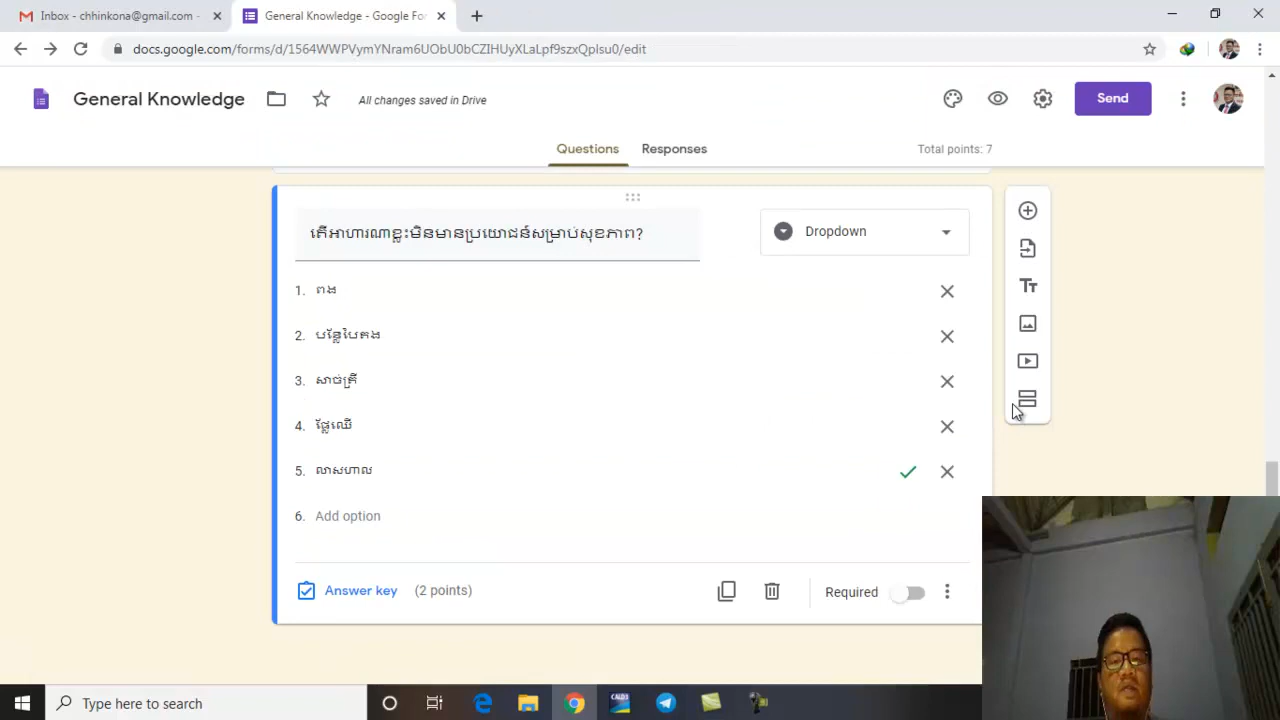 Inbox - chhinkona@gmail.com -
General Knowledge - Google For
docs.google.com/forms/d/1564WWPVymYNram6UObU0bCZIHUyXLaLpf9szxQplsu0/edit
General Knowledge
All changes saved in Drive
Send
Questions
Responses
Total points: 7
តើអាហារណាខ្លះមិនមានប្រយោជន៍សម្រាប់សុខភាព?
Dropdown
1. ពង
2. បន្លែបៃតង
3. សាច់ត្រី
4. ផ្លែឈើ
5. លាសហាល
6. Add option
Answer key (2 points)
Required
Type here to search